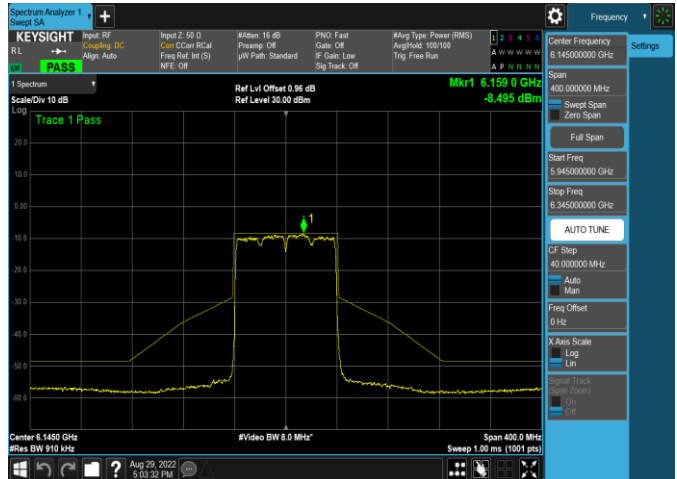 Spectrum Analyzer 1
Swept SA
KEYSIGHT
RL
LV
PASS
Input: RF
Coupling: DC
Align: Auto
Input Z: 50 Ω
Corr CCorr RCal
Freq Ref: Int (S)
NFE: Off
#Atten: 16 dB
Preamp: Off
µW Path: Standard
PNO: Fast
Gate: Off
IF Gain: Low
Sig Track: Off
#Avg Type: Power (RMS)
Avg|Hold: 100/100
Trig: Free Run
1 2 3 4 5 6
A W W W W W
A P N N N N
1 Spectrum
Scale/Div 10 dB
Ref Lvl Offset 0.96 dB
Ref Level 30.00 dBm
Mkr1 6.159 0 GHz
-8.495 dBm
Log
Trace 1 Pass
20.0
10.0
0.00
-10.0
-20.0
-30.0
-40.0
-50.0
-60.0
1
Center 6.1450 GHz
#Res BW 910 kHz
#Video BW 8.0 MHz*
Span 400.0 MHz
Sweep 1.00 ms (1001 pts)
Aug 29, 2022
5:03:32 PM
Frequency
Settings
Center Frequency
6.145000000 GHz
Span
400.000000 MHz
Swept Span
Zero Span
Full Span
Start Freq
5.945000000 GHz
Stop Freq
6.345000000 GHz
AUTO TUNE
CF Step
40.000000 MHz
Auto
Man
Freq Offset
0 Hz
X Axis Scale
Log
Lin
Signal Track
(Span Zoom)
On
Off